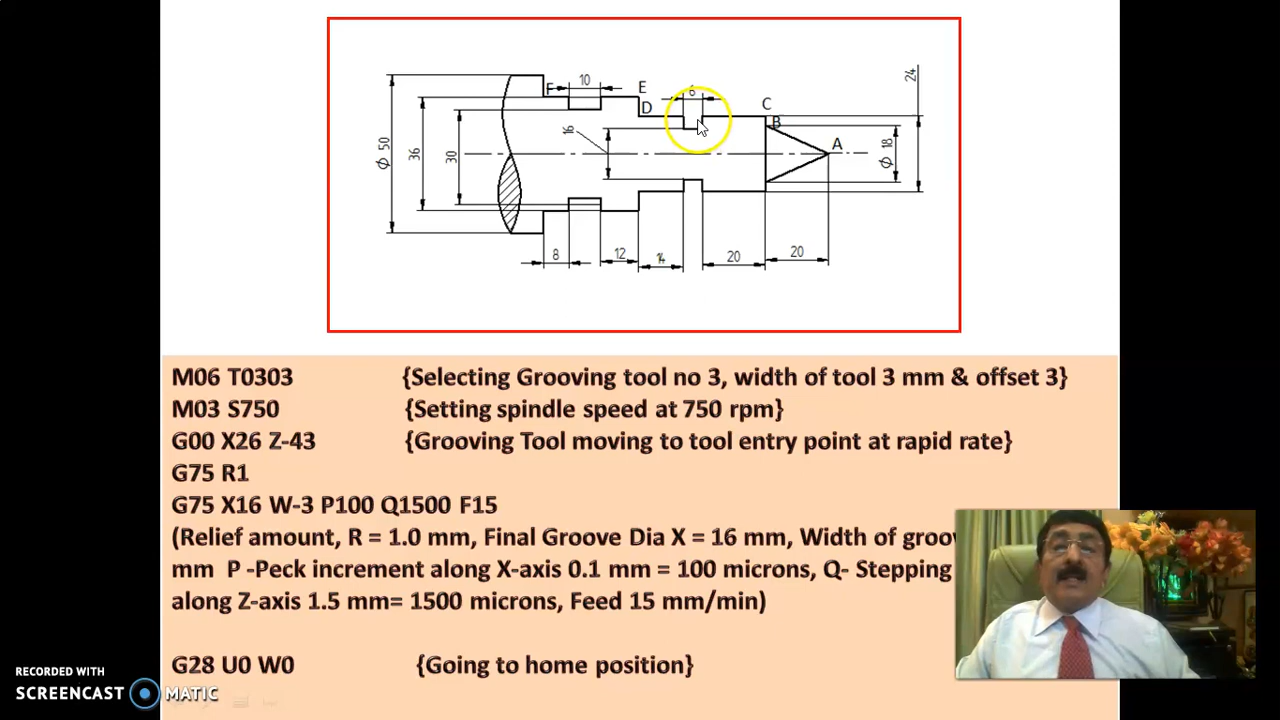 10
F
E
6
24
D
C
B
16
A
Φ 50
36
30
Φ 18
8
12
14
20
20
M06 T0303 {Selecting Grooving tool no 3, width of tool 3 mm & offset 3}
M03 S750 {Setting spindle speed at 750 rpm}
G00 X26 Z-43 {Grooving Tool moving to tool entry point at rapid rate}
G75 R1
G75 X16 W-3 P100 Q1500 F15
(Relief amount, R = 1.0 mm, Final Groove Dia X = 16 mm, Width of groov
mm P -Peck increment along X-axis 0.1 mm = 100 microns, Q- Stepping
along Z-axis 1.5 mm= 1500 microns, Feed 15 mm/min)
G28 U0 W0 {Going to home position}
RECORDED WITH
SCREENCAST MATIC